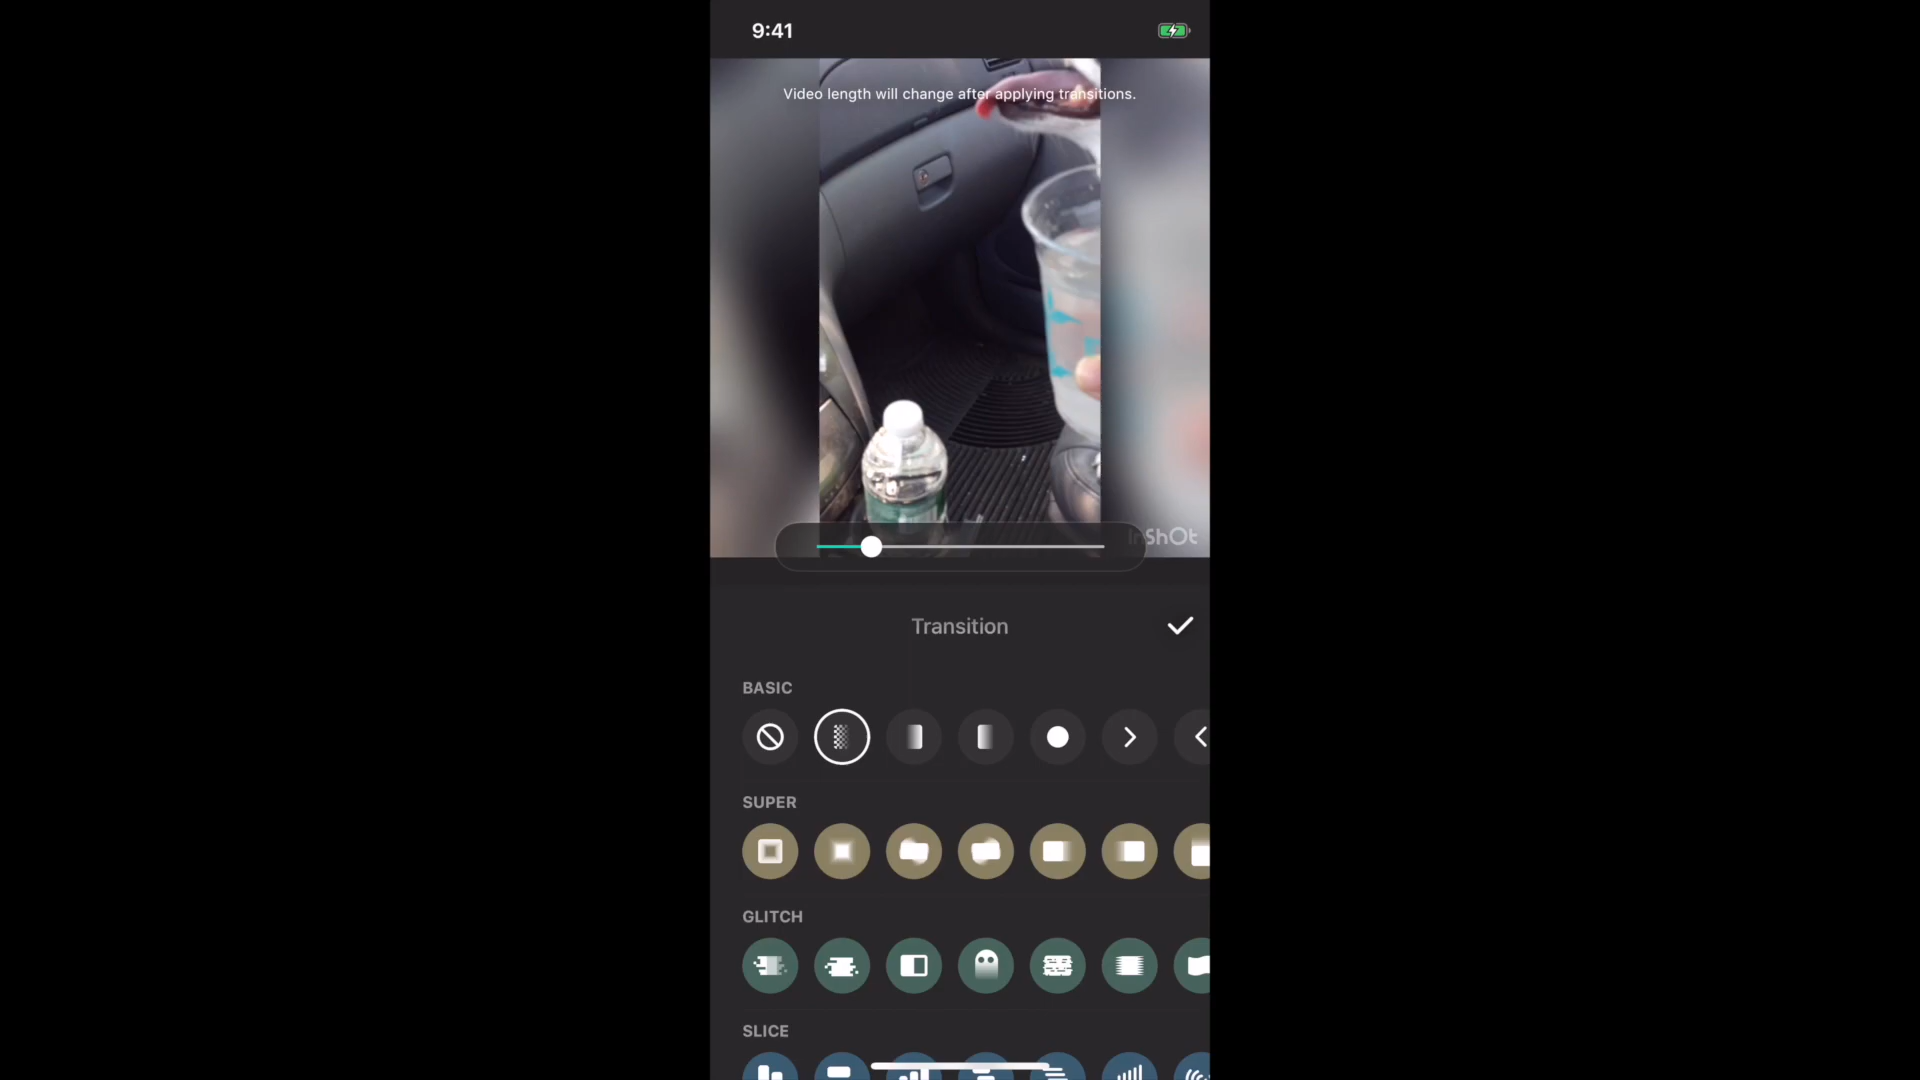 9:41
Video length will change after applying transitions.
InShOt
Transition
BASIC
SUPER
GLITCH
SLICE